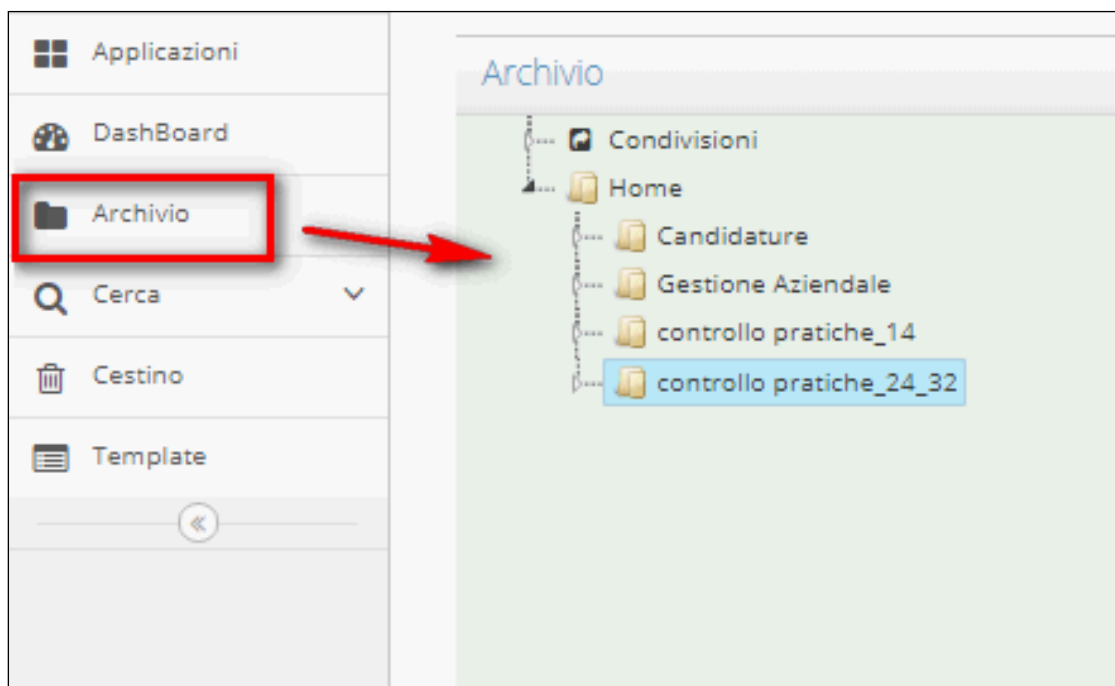 Applicazioni
DashBoard
Archivio
Cerca
Cestino
Template
Archivio
Condivisioni
Home
Candidature
Gestione Aziendale
controllo pratiche_14
controllo pratiche_24_32